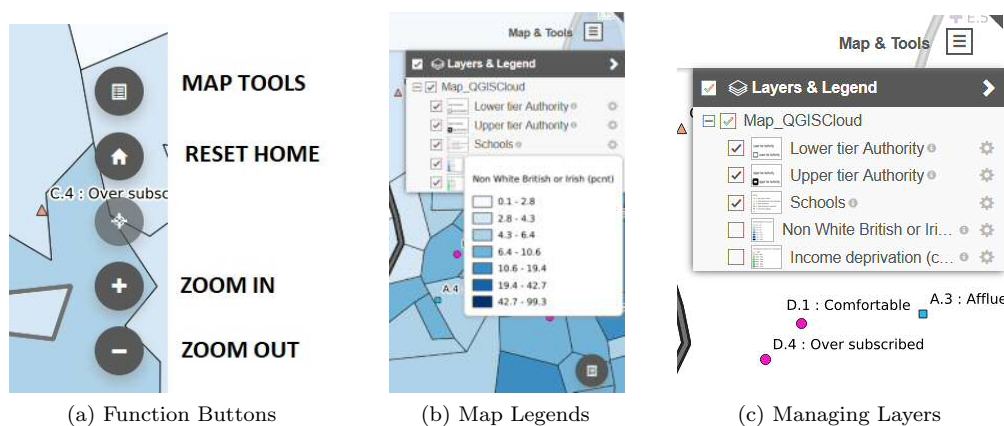 MAP TOOLS
RESET HOME
C.4 : Over subsc
ZOOM IN
ZOOM OUT
(a) Function Buttons
Map & Tools
Layers & Legend
Map_QGISCloud
Lower tier Authority
Upper tier Authority
Schools
Non White British or Irish (pcnt)
0.1 - 2.8
2.8 - 4.3
4.3 - 6.4
6.4 - 10.6
10.6 - 19.4
19.4 - 42.7
42.7 - 99.3
A.4
(b) Map Legends
E.5
Map & Tools
Layers & Legend
Map_QGISCloud
Lower tier Authority
Upper tier Authority
Schools
Non White British or Iri...
Income deprivation (c...
D.1 : Comfortable
A.3 : Afflue
D.4 : Over subscribed
(c) Managing Layers